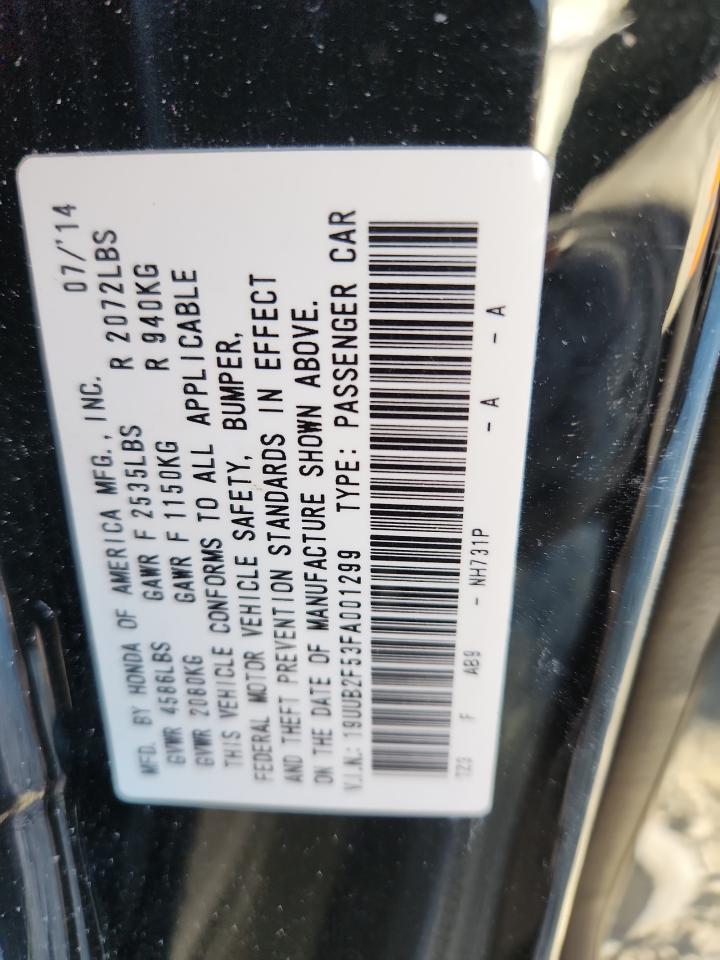 MFD. BY HONDA OF AMERICA MFG., INC. 07/'14
GVWR 4586LBS GAWR F 2535LBS R 2072LBS
GVWR 2080KG GAWR F 1150KG R 940KG
THIS VEHICLE CONFORMS TO ALL APPLICABLE
FEDERAL MOTOR VEHICLE SAFETY, BUMPER,
AND THEFT PREVENTION STANDARDS IN EFFECT
ON THE DATE OF MANUFACTURE SHOWN ABOVE.
V.I.N.: 19UUB2F53FA001299 TYPE: PASSENGER CAR
TZ3 F AB9 - NH731P - A - A